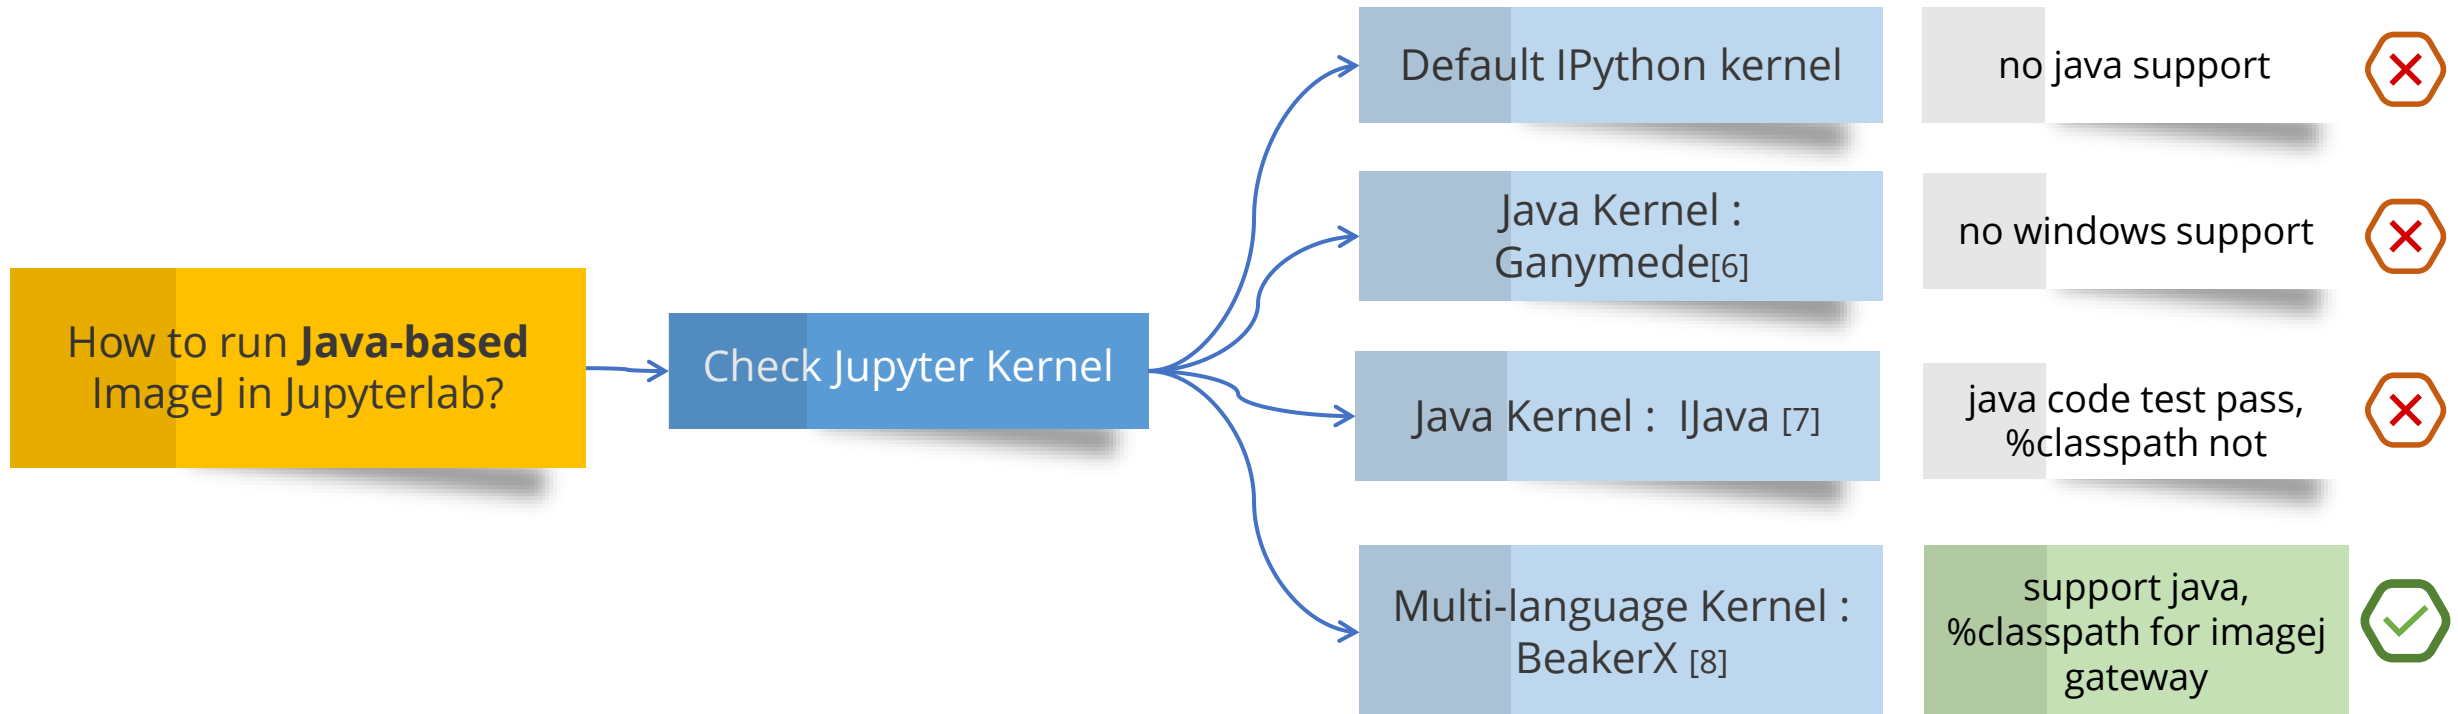 How to run Java-based
ImageJ in Jupyterlab?
Check Jupyter Kernel
Default IPython kernel
no java support
Java Kernel :
Ganymede[6]
no windows support
Java Kernel :  IJava [7]
java code test pass,
%classpath not
Multi-language Kernel :
BeakerX [8]
support java,
%classpath for imagej
gateway